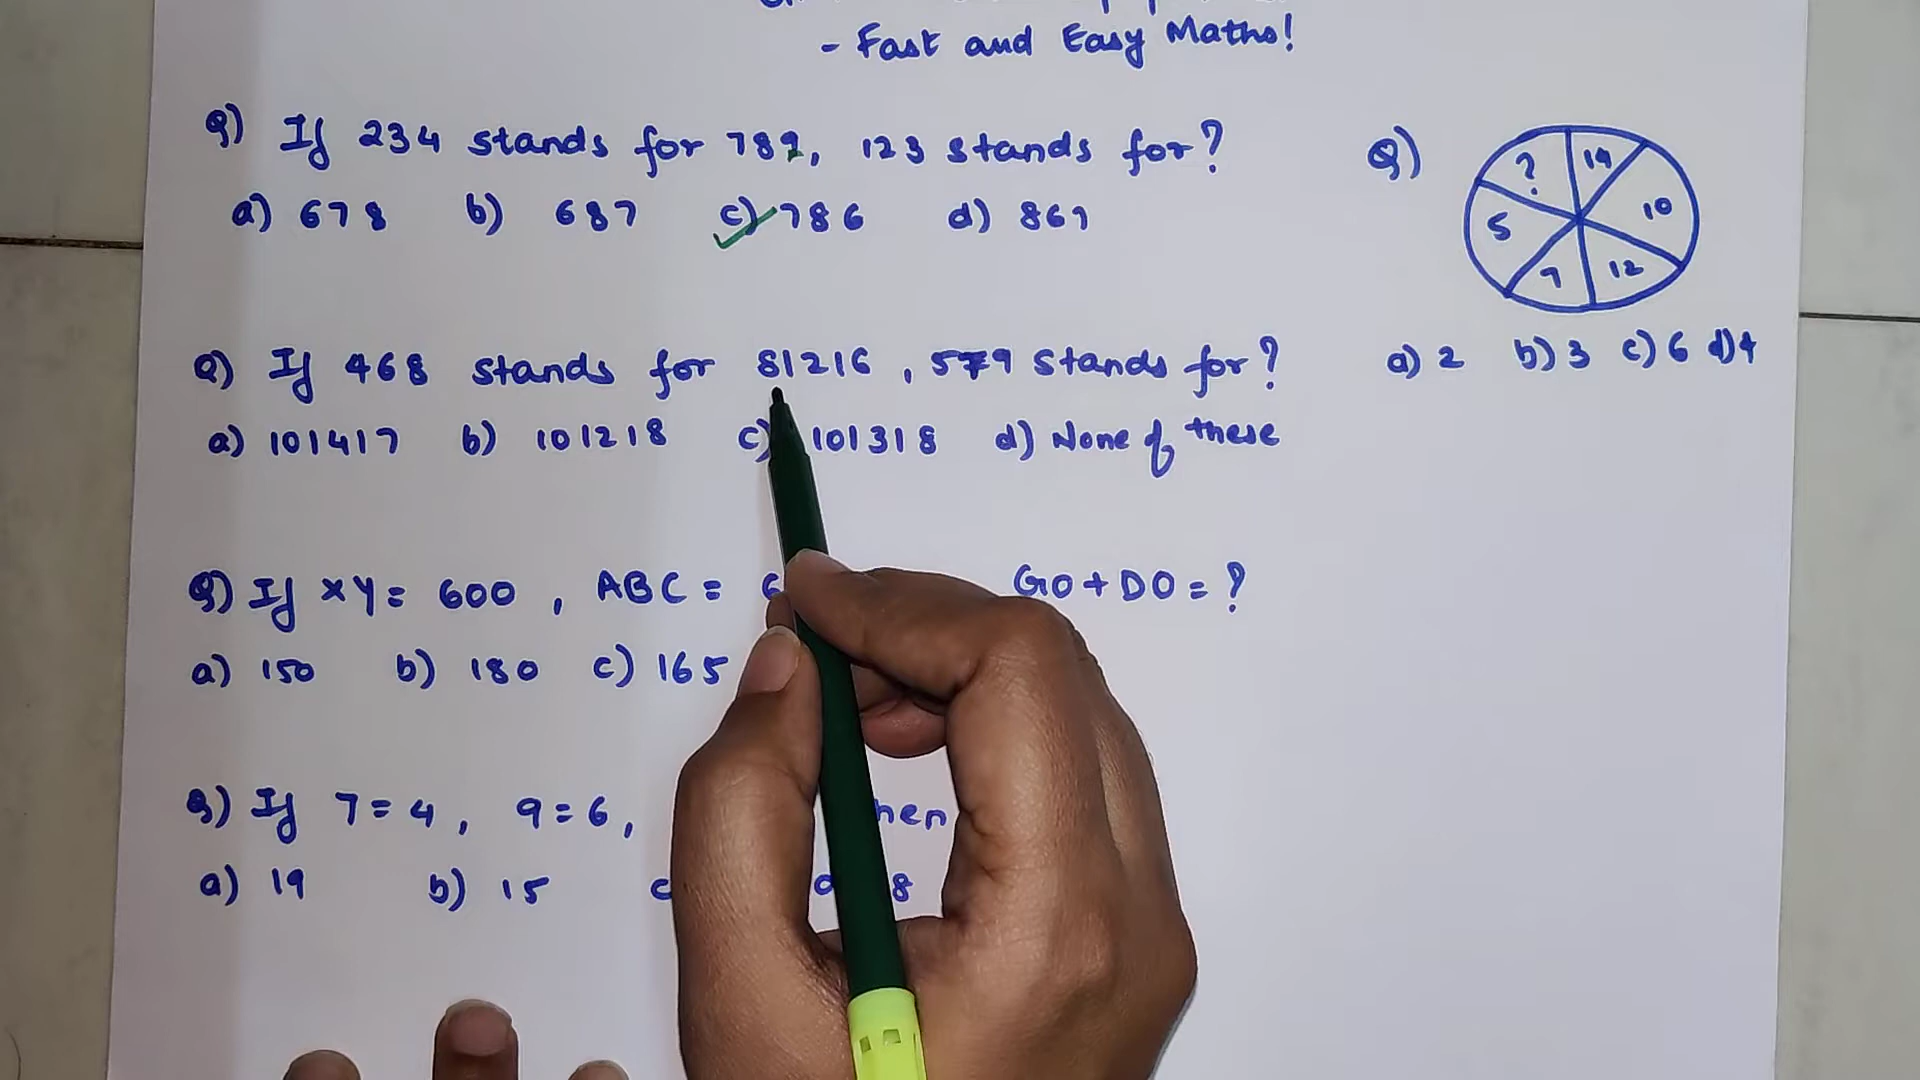 - Fast and Easy Maths!
Q) If 234 stands for 789, 123 stands for?
a) 678 b) 687 c) 786 d) 869
Q) If 468 stands for 81216, 579 stands for?
a) 101417 b) 101218 c) 101318 d) None of these
Q) If XY = 600, ABC = 6 GO + DO = ?
a) 150 b) 180 c) 165
Q) If 7 = 4, 9 = 6, hen
a) 19 b) 15 c 8
Q)
? 14
5 10
7 12
a) 2 b) 3 c) 6 d) 4